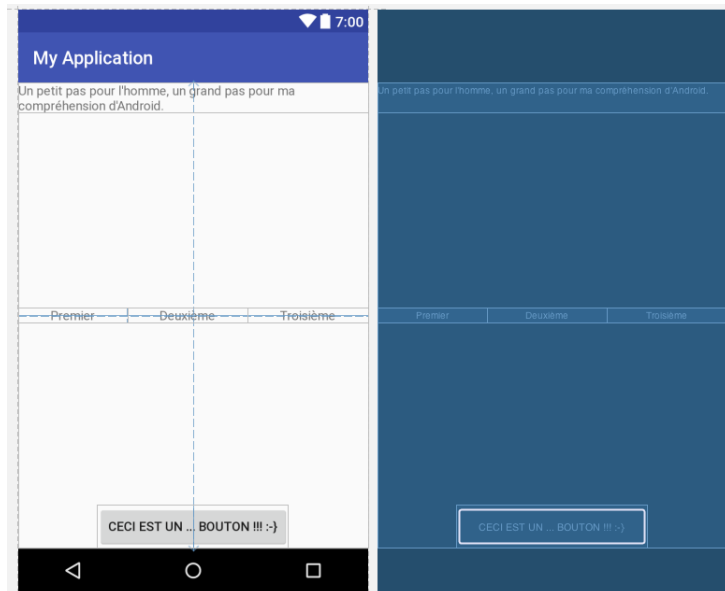 7:00
My Application
Un petit pas pour l'homme, un grand pas pour ma
compréhension d'Android.
Premier Deuxième Troisième
CECI EST UN ... BOUTON !!! :-}
Un petit pas pour l'homme, un grand pas pour ma compréhension d'Android.
Premier Deuxième Troisième
CECI EST UN ... BOUTON !!! :-)